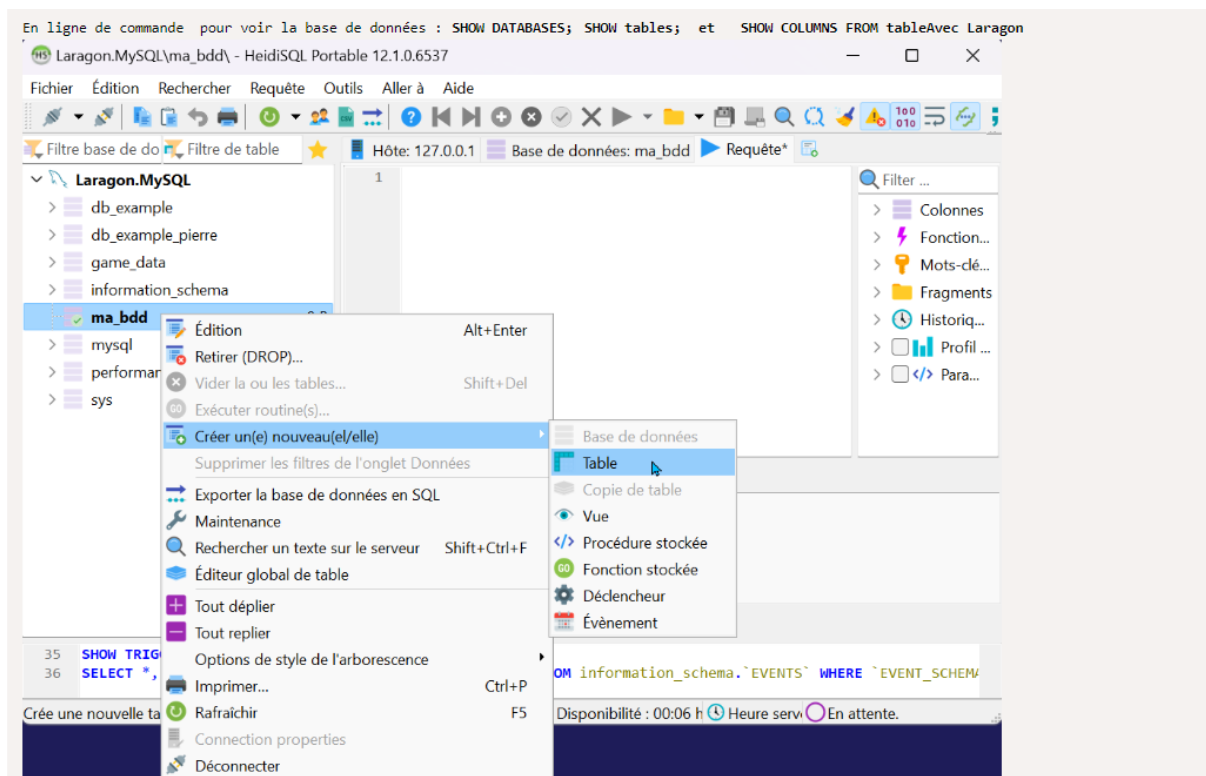 En ligne de commande pour voir la base de données : SHOW DATABASES; SHOW tables; et SHOW COLUMNS FROM tableAvec Laragon
Laragon.MySQL\ma_bdd\ - HeidiSQL Portable 12.1.0.6537
Fichier Édition Rechercher Requête Outils Aller à Aide
Filtre base de do Filtre de table Hôte: 127.0.0.1 Base de données: ma_bdd Requête*
Laragon.MySQL 1 Filter ...
db_example Colonnes
db_example_pierre Fonction...
game_data Mots-clé...
information_schema Fragments
ma_bdd Historiq...
mysql Profil ...
performar Para...
sys
Édition Alt+Enter
Retirer (DROP)...
Vider la ou les tables... Shift+Del
Exécuter routine(s)...
Créer un(e) nouveau(el/elle)
Supprimer les filtres de l'onglet Données
Exporter la base de données en SQL
Maintenance
Rechercher un texte sur le serveur Shift+Ctrl+F
Éditeur global de table
Tout déplier
Tout replier
Options de style de l'arborescence
Imprimer... Ctrl+P
Rafraîchir F5
Connection properties
Déconnecter
Base de données
Table
Copie de table
Vue
Procédure stockée
Fonction stockée
Déclencheur
Évènement
35 SHOW TRIG
36 SELECT *, OM information_schema.`EVENTS` WHERE `EVENT_SCHEMA
Crée une nouvelle ta Disponibilité : 00:06 h Heure serv En attente.